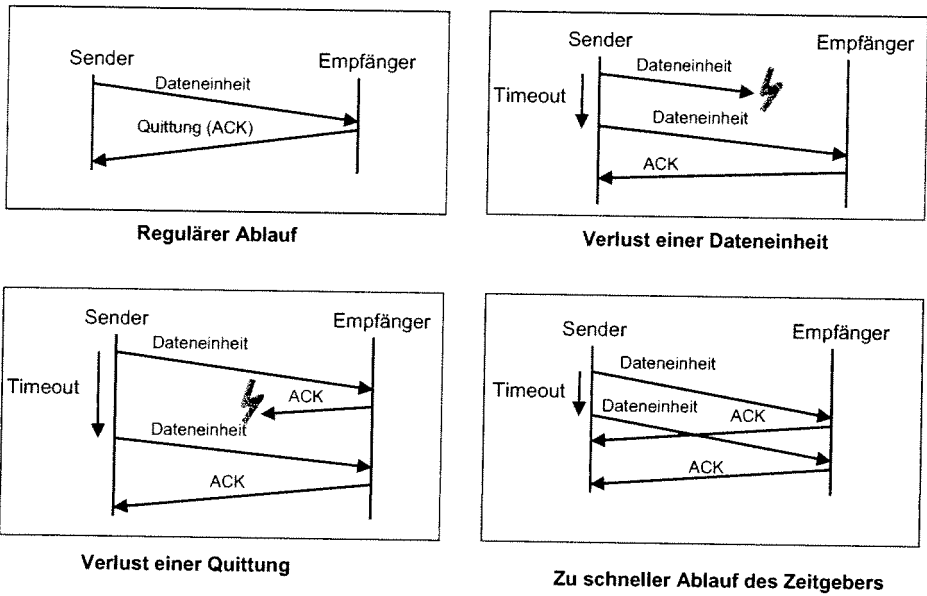 Sender
Empfänger
Dateneinheit
Quittung (ACK)
Regulärer Ablauf
Sender
Empfänger
Dateneinheit
Timeout
Dateneinheit
ACK
Verlust einer Dateneinheit
Sender
Empfänger
Dateneinheit
Timeout
ACK
Dateneinheit
ACK
Verlust einer Quittung
Sender
Empfänger
Dateneinheit
Timeout
Dateneinheit
ACK
ACK
Zu schneller Ablauf des Zeitgebers